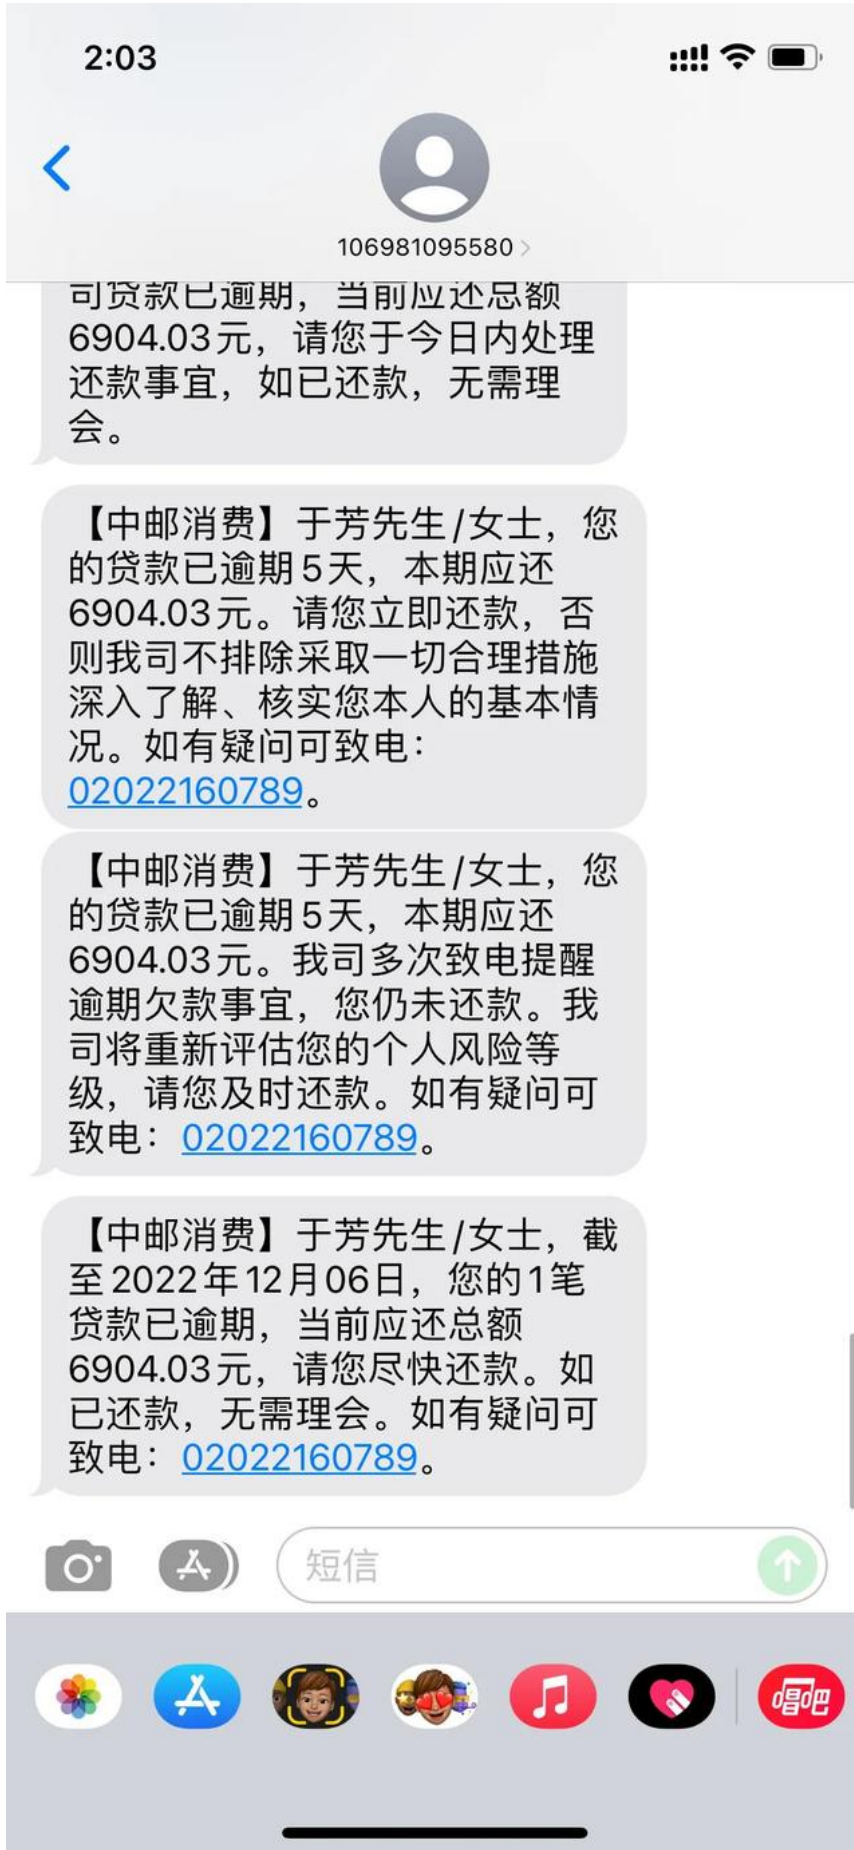 2:03
106981095580
司贷款已逾期，当前应还总额
6904.03元，请您于今日内处理
还款事宜，如已还款，无需理
会。
【中邮消费】于芳先生/女士，您
的贷款已逾期5天，本期应还
6904.03元。请您立即还款，否
则我司不排除采取一切合理措施
深入了解、核实您本人的基本情
况。如有疑问可致电：
02022160789。
【中邮消费】于芳先生/女士，您
的贷款已逾期5天，本期应还
6904.03元。我司多次致电提醒
逾期欠款事宜，您仍未还款。我
司将重新评估您的个人风险等
级，请您及时还款。如有疑问可
致电：02022160789。
【中邮消费】于芳先生/女士，截
至2022年12月06日，您的1笔
贷款已逾期，当前应还总额
6904.03元，请您尽快还款。如
已还款，无需理会。如有疑问可
致电：02022160789。
短信
唱吧